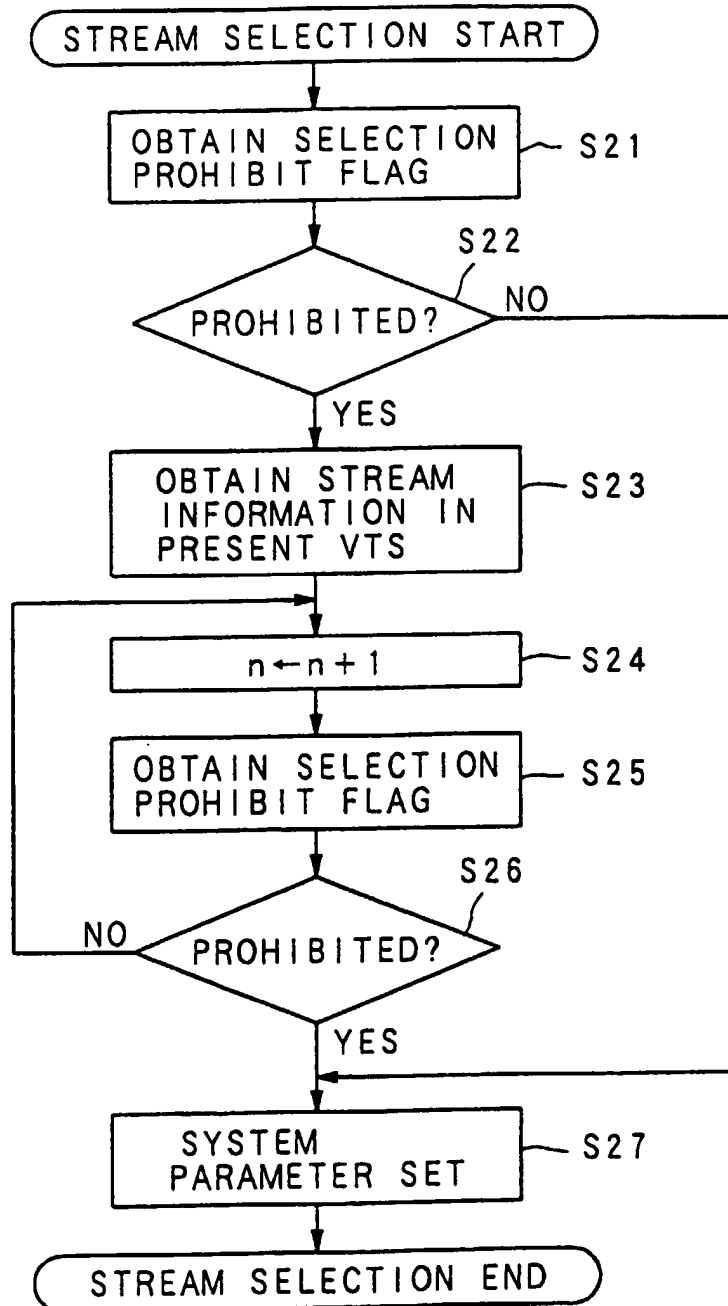 STREAM SELECTION START
OBTAIN SELECTION
PROHIBIT FLAG
S21
S22
PROHIBITED?
NO
YES
OBTAIN STREAM
INFORMATION IN
PRESENT VTS
S23
n←n+1
S24
OBTAIN SELECTION
PROHIBIT FLAG
S25
S26
NO
PROHIBITED?
YES
SYSTEM
PARAMETER SET
S27
STREAM SELECTION END